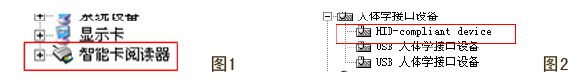 系统设备
显示卡
智能卡阅读器
图1
人体学接口设备
HID-compliant device
USB 人体学接口设备
USB 人体学接口设备
图2